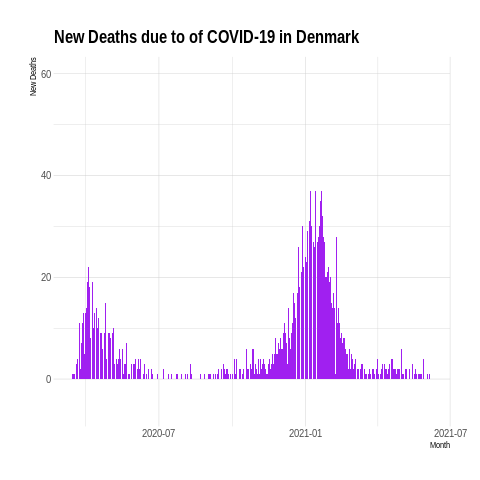 New Deaths due to of COVID-19 in Denmark
New Deaths
60
40
20
0
2020-07
2021-01
2021-07
Month